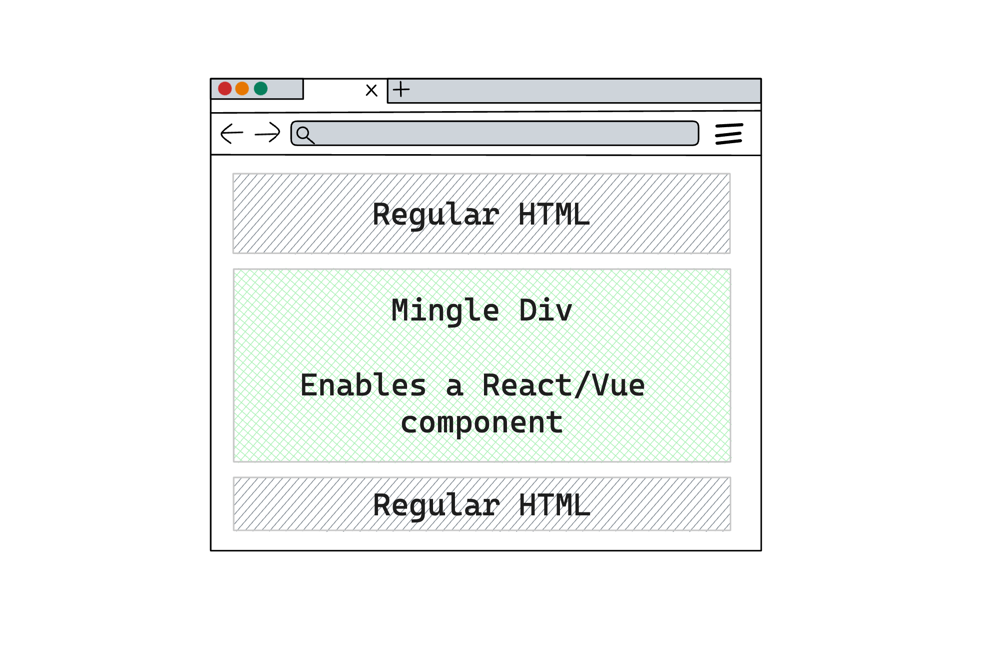 Regular HTML
Mingle Div
Enables a React/Vue
component
Regular HTML